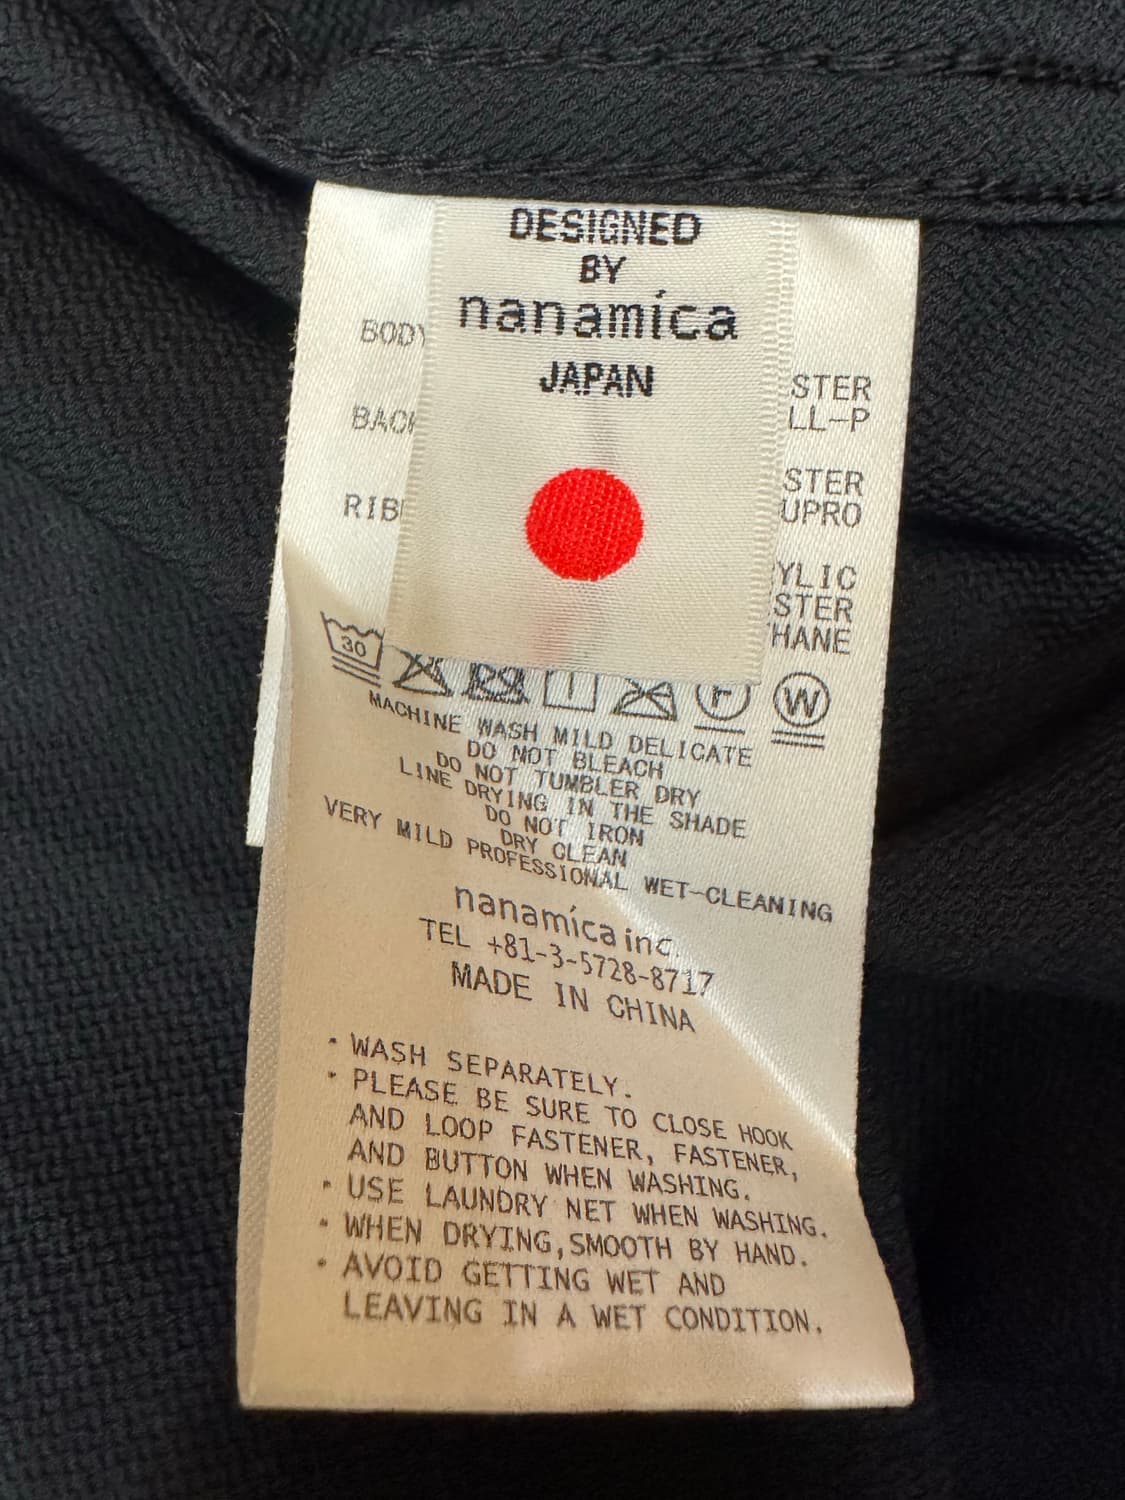 DESIGNED
BY
nanamica
JAPAN
BODY
STER
LL-P
STER
UPRO
RIB
YLIC
STER
HANE
30
F
W
MACHINE WASH MILD DELICATE
DO NOT BLEACH
DO NOT TUMBLER DRY
LINE DRYING IN THE SHADE
DO NOT IRON
DRY CLEAN
VERY MILD PROFESSIONAL WET-CLEANING
nanamica inc.
TEL +81-3-5728-8717
MADE IN CHINA
· WASH SEPARATELY.
· PLEASE BE SURE TO CLOSE HOOK
AND LOOP FASTENER, FASTENER,
AND BUTTON WHEN WASHING.
· USE LAUNDRY NET WHEN WASHING.
· WHEN DRYING,SMOOTH BY HAND.
· AVOID GETTING WET AND
LEAVING IN A WET CONDITION.